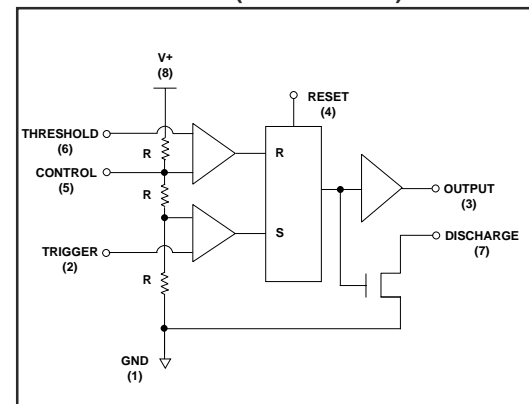 V+
(8)
RESET
(4)
THRESHOLD
(6)
R
R
CONTROL
(5)
R
OUTPUT
(3)
S
DISCHARGE
(7)
TRIGGER
(2)
R
GND
(1)